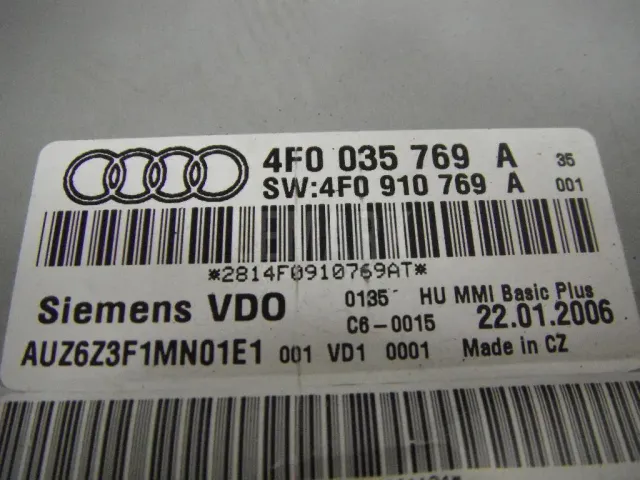 4F0 035 769 A 35
SW:4F0 910 769 A 001
*2814F0910769AT*
Siemens VDO 0135 HU MMI Basic Plus
C6-0015 22.01.2006
AUZ6Z3F1MN01E1 001 VD1 0001 Made in CZ